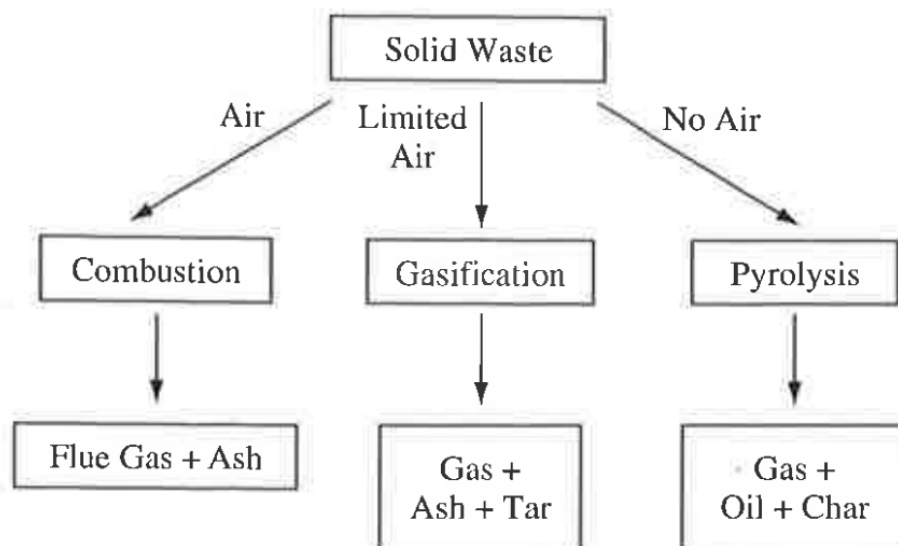 Solid Waste
Air
Limited
Air
No Air
Combustion
Gasification
Pyrolysis
Flue Gas + Ash
Gas +
Ash + Tar
Gas +
Oil + Char